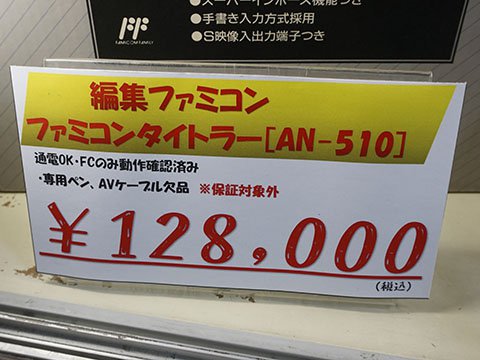 ●スーパーインポーズ機能つき
●手書き入力方式採用
●S映像入出力端子つき
FAMICOM FAMILY
編集ファミコン
ファミコンタイトラー[AN-510]
通電OK・FCのみ動作確認済み
・専用ペン、AVケーブル欠品 ※保証対象外
￥128,000
(税込)